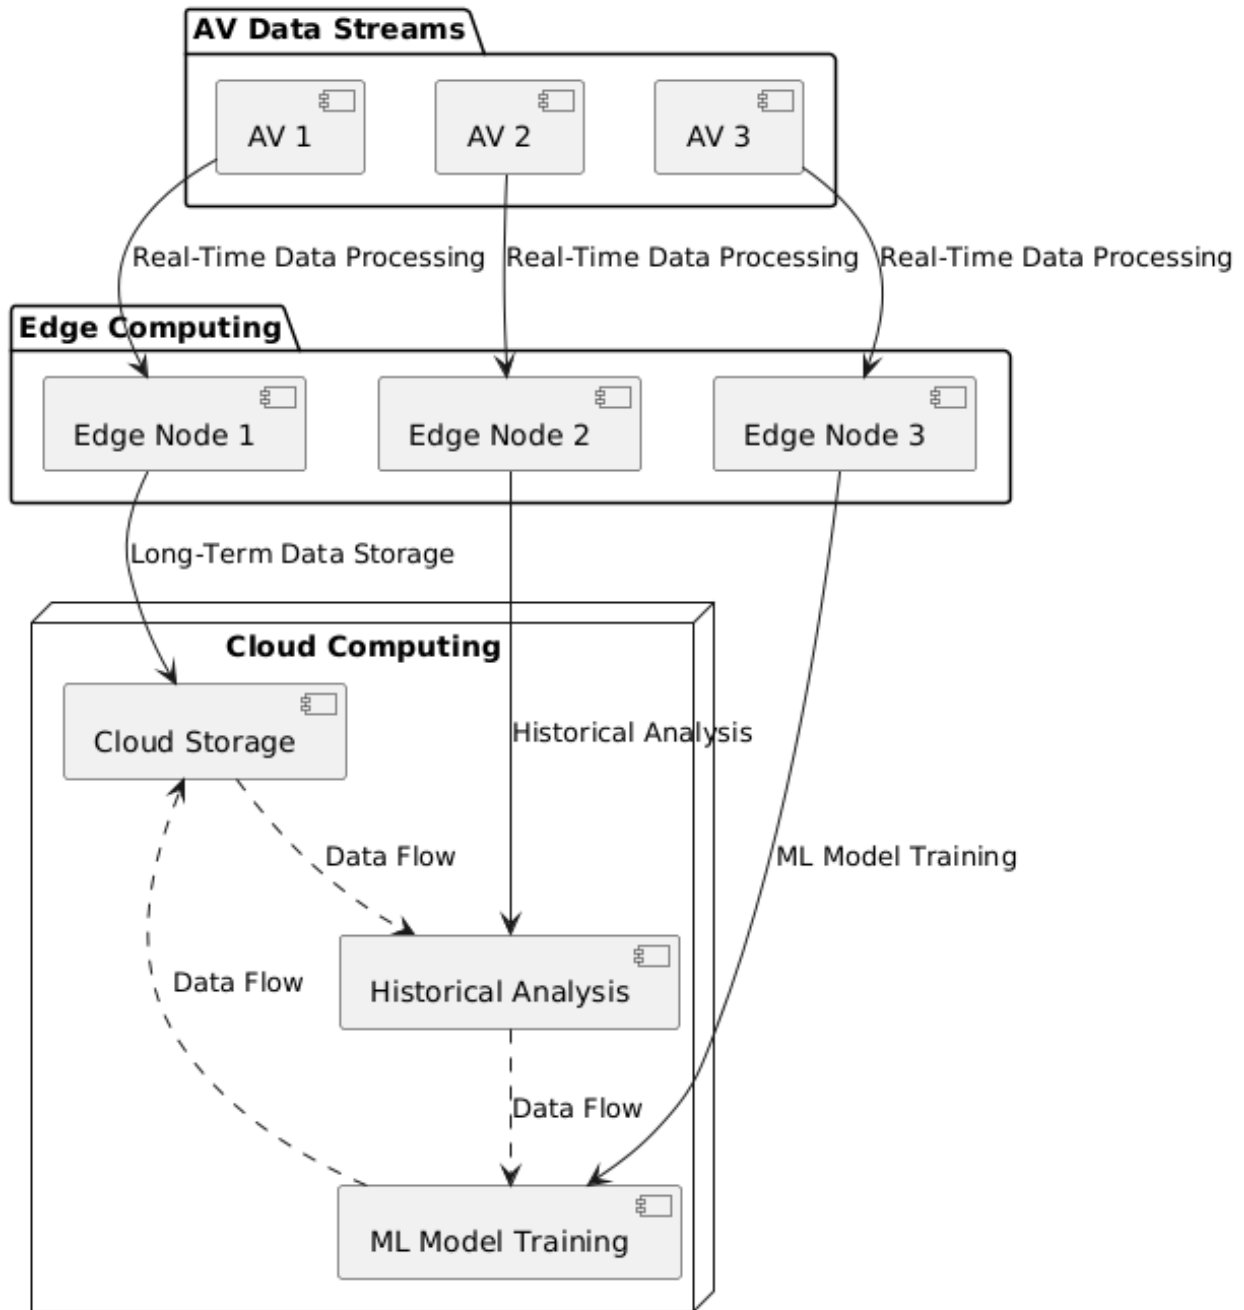 AV Data Streams
AV 1
AV 2
AV 3
Real-Time Data Processing
Real-Time Data Processing
Real-Time Data Processing
Edge Computing
Edge Node 1
Edge Node 2
Edge Node 3
Long-Term Data Storage
Cloud Computing
Cloud Storage
Historical Analysis
Data Flow
ML Model Training
Data Flow
Historical Analysis
Data Flow
ML Model Training